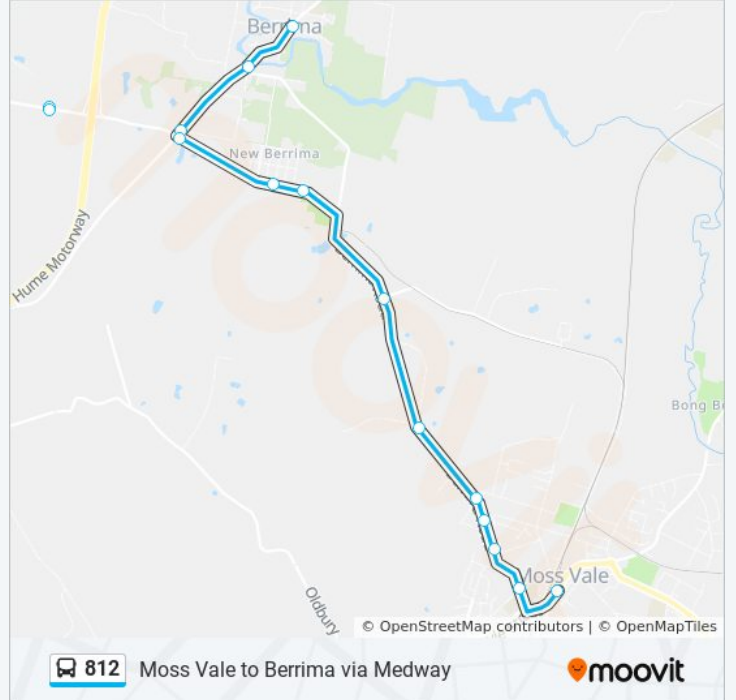 Berrima
New Berrima
Hume Motorway
Bong B
Moss Vale
Oldbury
© OpenStreetMap contributors | © OpenMapTiles
812 Moss Vale to Berrima via Medway
moovit